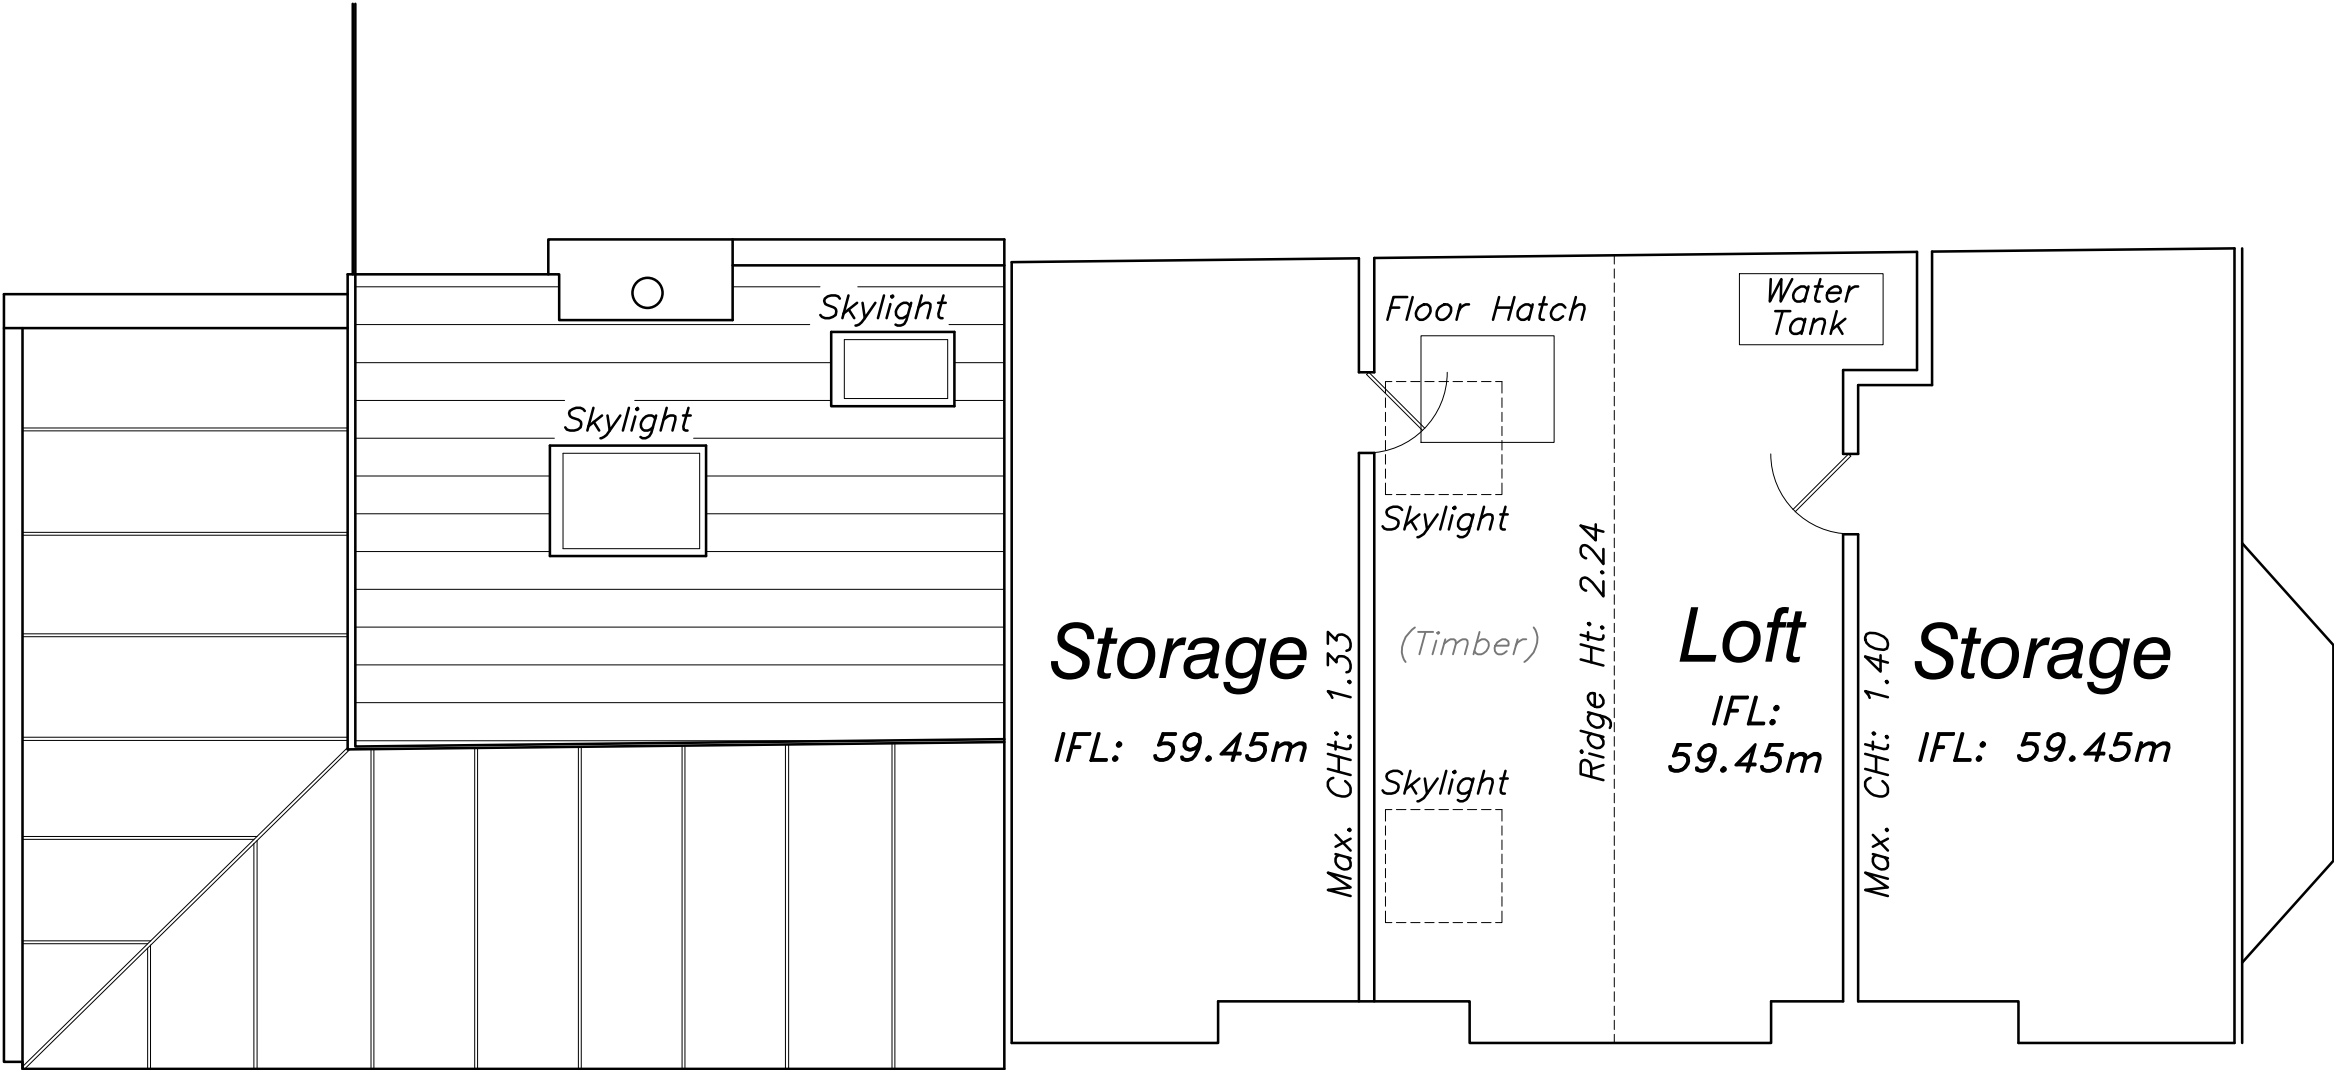 Skylight
Skylight
Storage
IFL: 59.45m
Max. CHt: 1.33
Floor Hatch
Skylight
(Timber)
Skylight
Ridge Ht: 2.24
Water
Tank
Loft
IFL:
59.45m
Max. CHt: 1.40
Storage
IFL: 59.45m